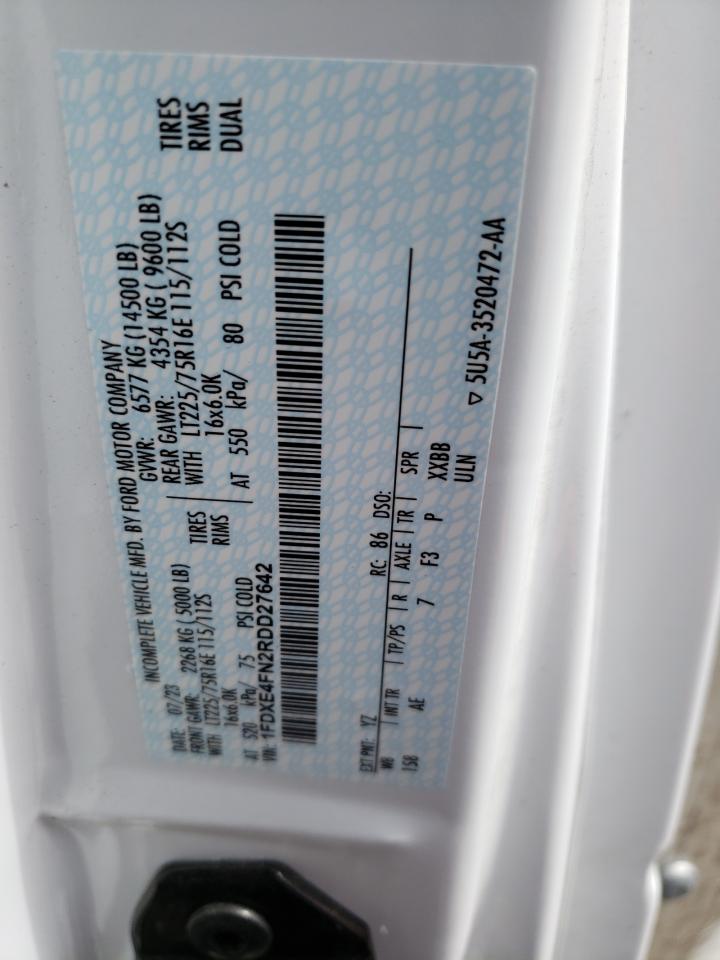 INCOMPLETE VEHICLE MFD. BY FORD MOTOR COMPANY
DATE: 07/23 GVWR: 6577 KG (14500 LB)
FRONT GAWR: 2268 KG (5000 LB) REAR GAWR: 4354 KG ( 9600 LB)
WITH LT225/75R16E 115/112S TIRES WITH LT225/75R16E 115/112S TIRES
16x6.0K RIMS 16x6.0K RIMS
AT 520 kPa/ 75 PSI COLD AT 550 kPa/ 80 PSI COLD DUAL
VIN: 1FDXE4FN2RDD27642
EXT PNT: YZ RC: 86 DSO:
WB INT TR TP/PS R AXLE TR SPR
158 AE 7 F3 P XXBB
ULN
▽ 5U5A-3520472-AA